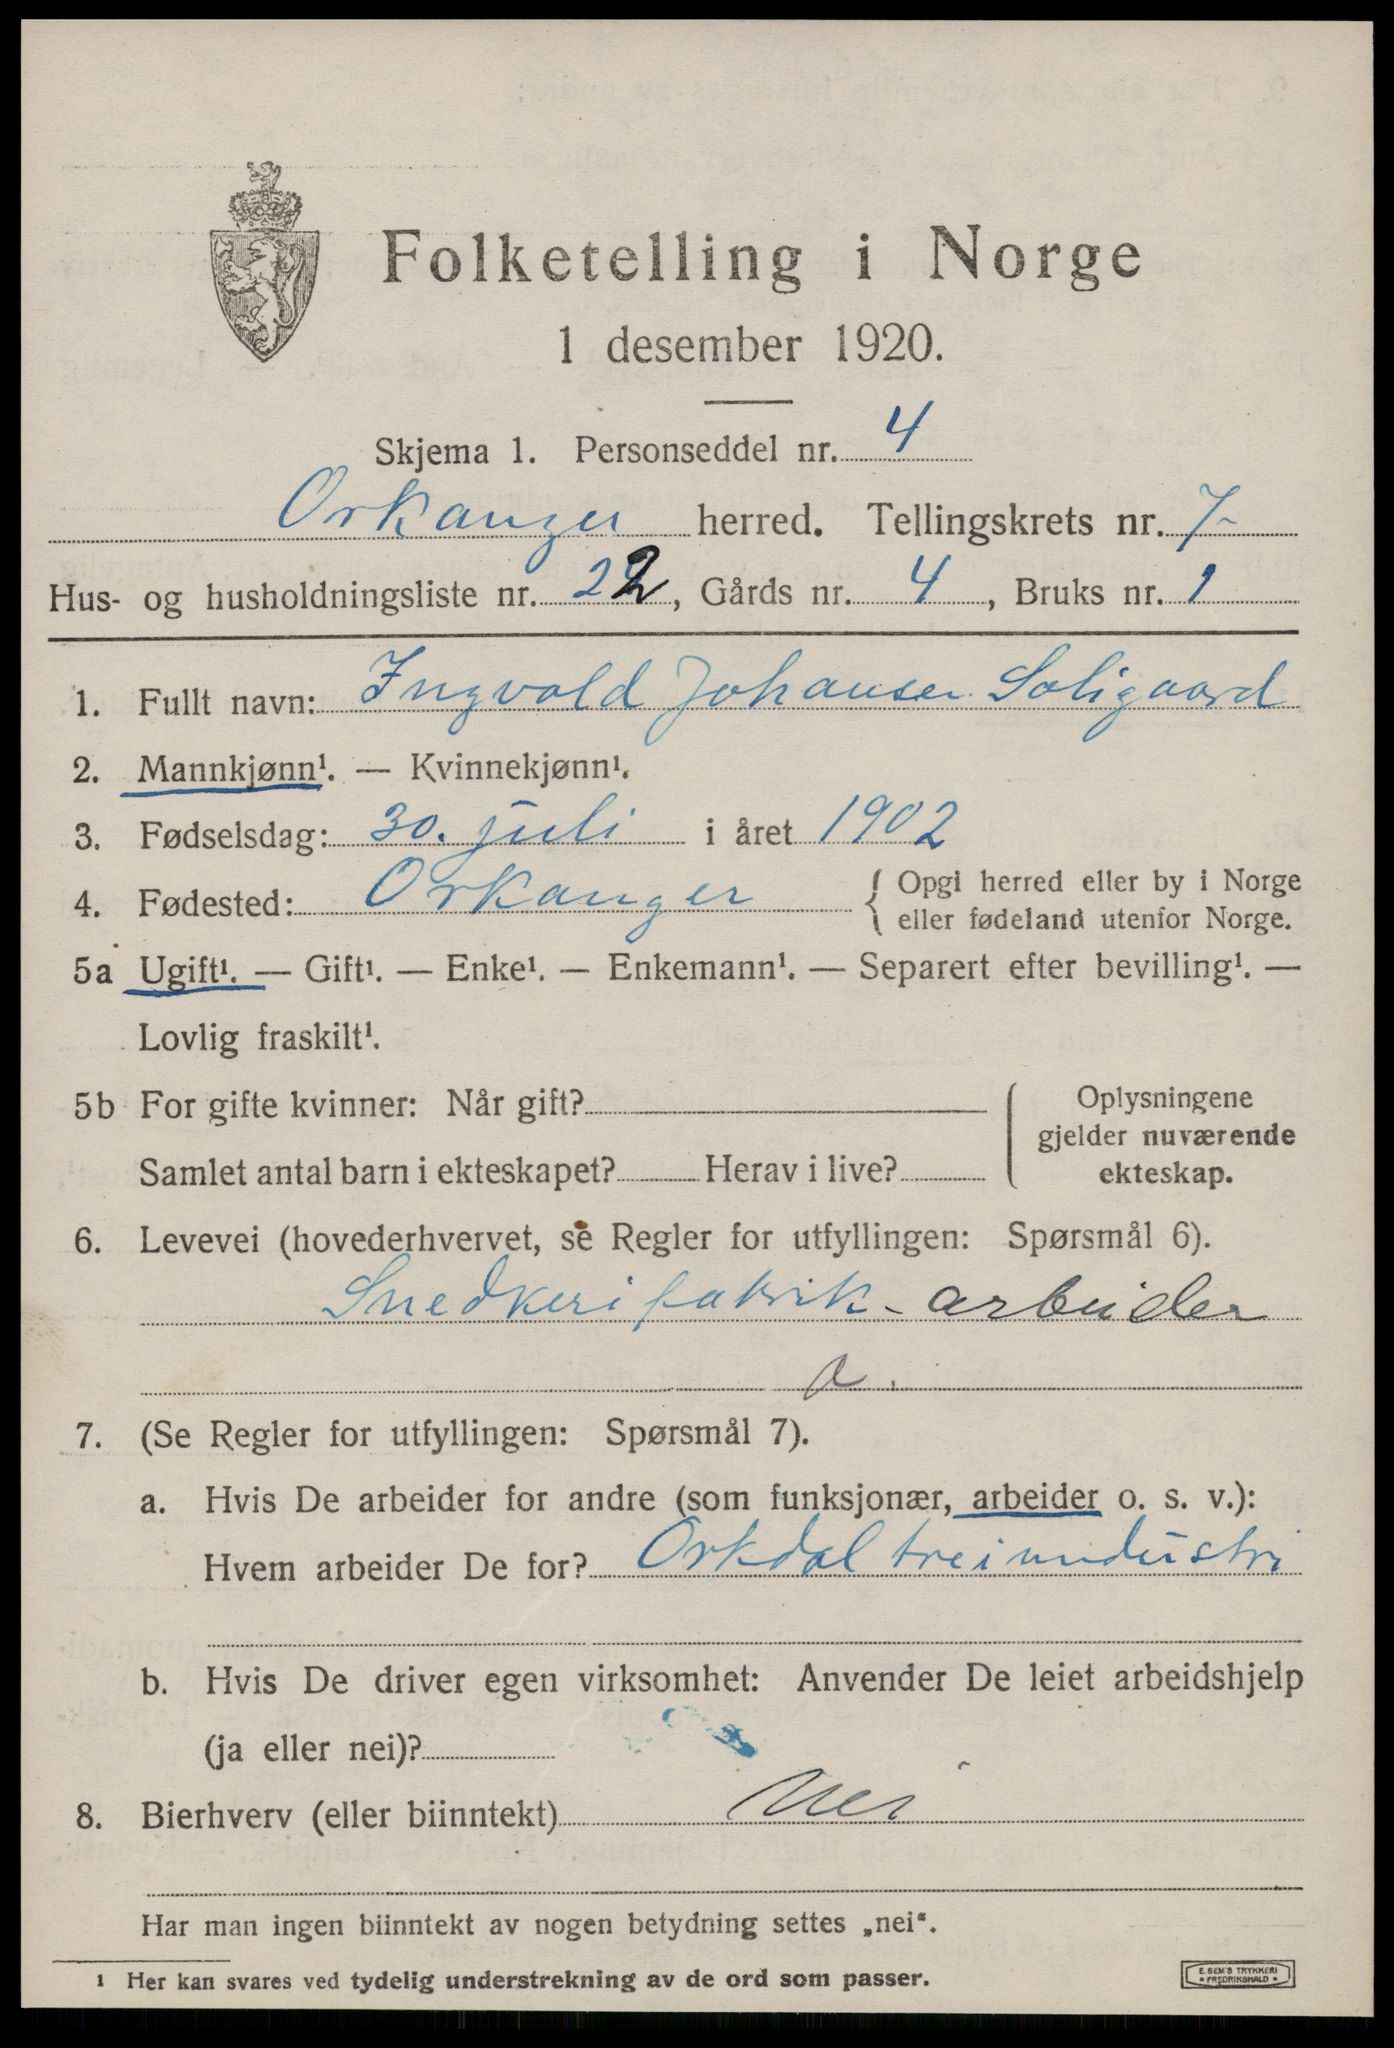 Folketelling i Norge
1 desember 1920.
Skjema 1. Personseddel nr. 4
Orkanger herred. Tellingskrets nr. 7-
Hus- og husholdningsliste nr. 22, Gårds nr. 4, Bruks nr. 1
1. Fullt navn: Ingvold Johansen Soligaard
2. Mannkjønn¹. — Kvinnekjønn¹.
3. Fødselsdag: 30. juli i året 1902
4. Fødested: Orkanger { Opgi herred eller by i Norge
eller fødeland utenfor Norge.
5a Ugift¹. — Gift¹. — Enke¹. — Enkemann¹. — Separert efter bevilling¹. —
Lovlig fraskilt¹.
5b For gifte kvinner: Når gift?
Samlet antal barn i ekteskapet? Herav i live?
Oplysningene
gjelder nuværende
ekteskap.
6. Levevei (hovederhvervet, se Regler for utfyllingen: Spørsmål 6).
Snedkerifabrik-arbeider
a.
7. (Se Regler for utfyllingen: Spørsmål 7).
a. Hvis De arbeider for andre (som funksjonær, arbeider o. s. v.):
Hvem arbeider De for? Orkdal treiundustri
b. Hvis De driver egen virksomhet: Anvender De leiet arbeidshjelp
(ja eller nei)?
8. Bierhverv (eller biinntekt) Nei
Har man ingen biinntekt av nogen betydning settes „nei“.
¹ Her kan svares ved tydelig understrekning av de ord som passer.
E. SEM'S TRYKKERI
FREDRIKSHALD